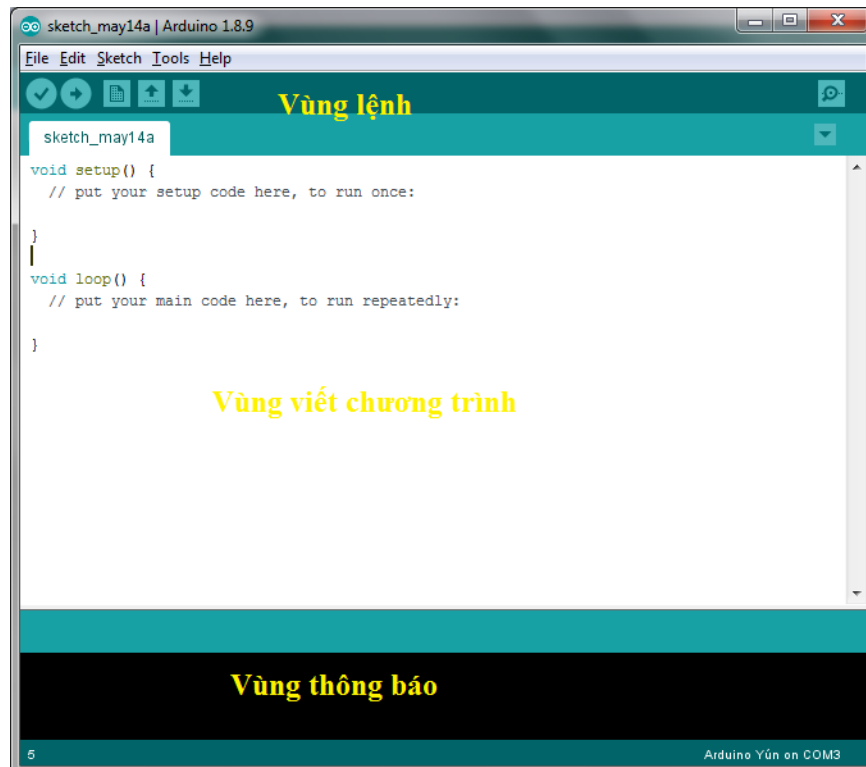 sketch_may14a | Arduino 1.8.9
File Edit Sketch Tools Help
Vùng lệnh
sketch_may14a
void setup() {
  // put your setup code here, to run once:
}
void loop() {
  // put your main code here, to run repeatedly:
}
Vùng viết chương trình
Vùng thông báo
5 Arduino Yún on COM3